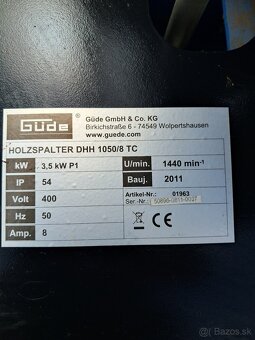 Güde
Güde GmbH & Co. KG
Birkichstraße 6 - 74549 Wolpertshausen
www.guede.com
HOLZSPALTER DHH 1050/8 TC
kW 3,5 kW P1 U/min. 1440 min⁻¹
IP 54 Bauj. 2011
Volt 400 Artikel-Nr.: 01963
Ser.-Nr.:
Hz 50
Amp. 8
CE
bazos.sk